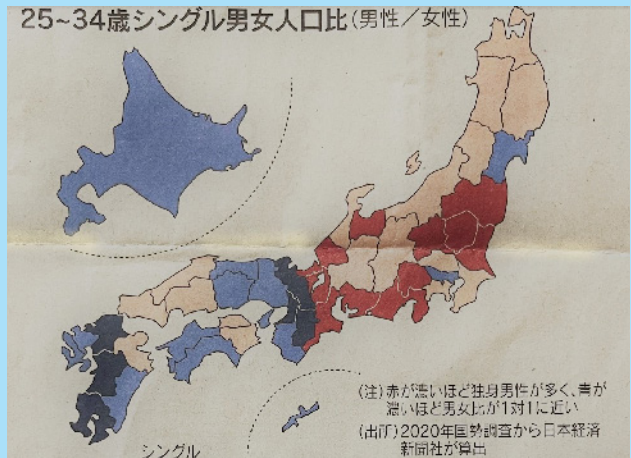 25~34歳シングル男女人口比(男性/女性)
(注)赤が濃いほど独身男性が多く、青が
濃いほど男女比が1対1に近い
(出所)2020年国勢調査から日本経済
新聞社が算出
シングル